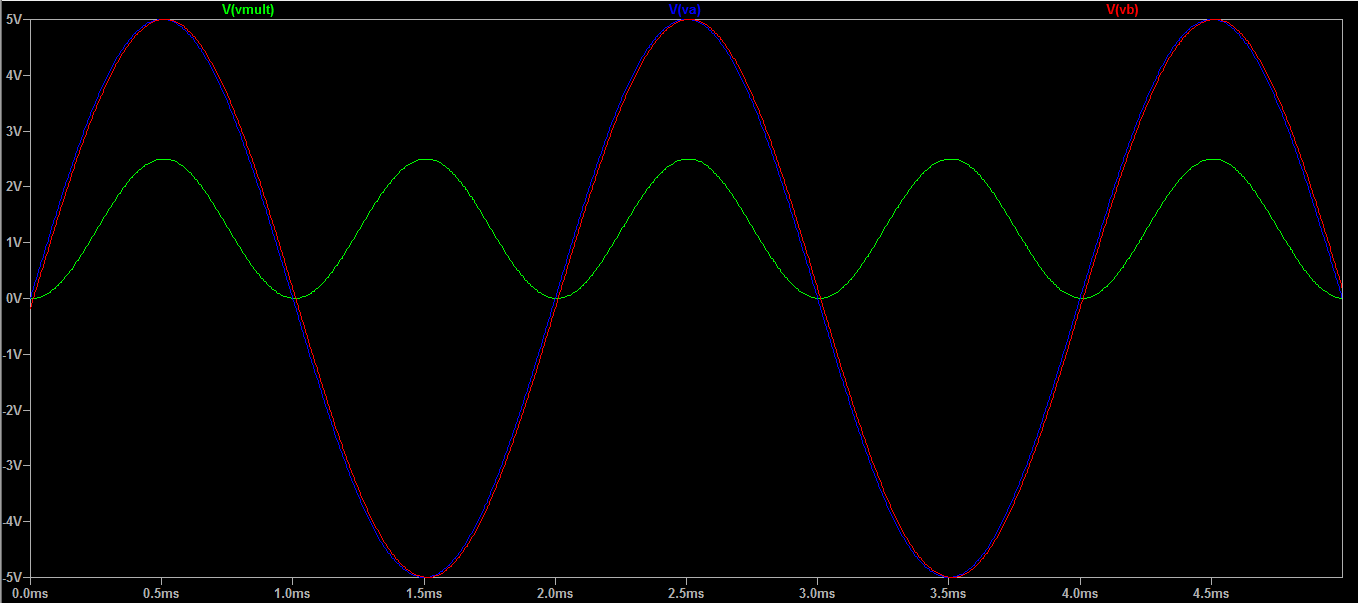 V(vmult) V(va) V(vb)
5V
4V
3V
2V
1V
0V
-1V
-2V
-3V
-4V
-5V
0.0ms 0.5ms 1.0ms 1.5ms 2.0ms 2.5ms 3.0ms 3.5ms 4.0ms 4.5ms